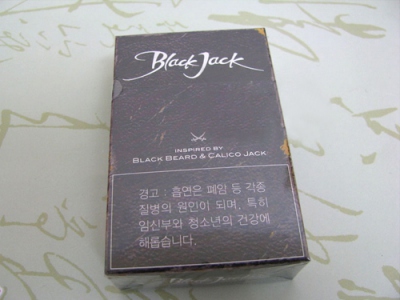 Black Jack
INSPIRED BY
BLACK BEARD & CALICO JACK
경고 : 흡연은 폐암 등 각종
질병의 원인이 되며, 특히
임신부와 청소년의 건강에
해롭습니다.